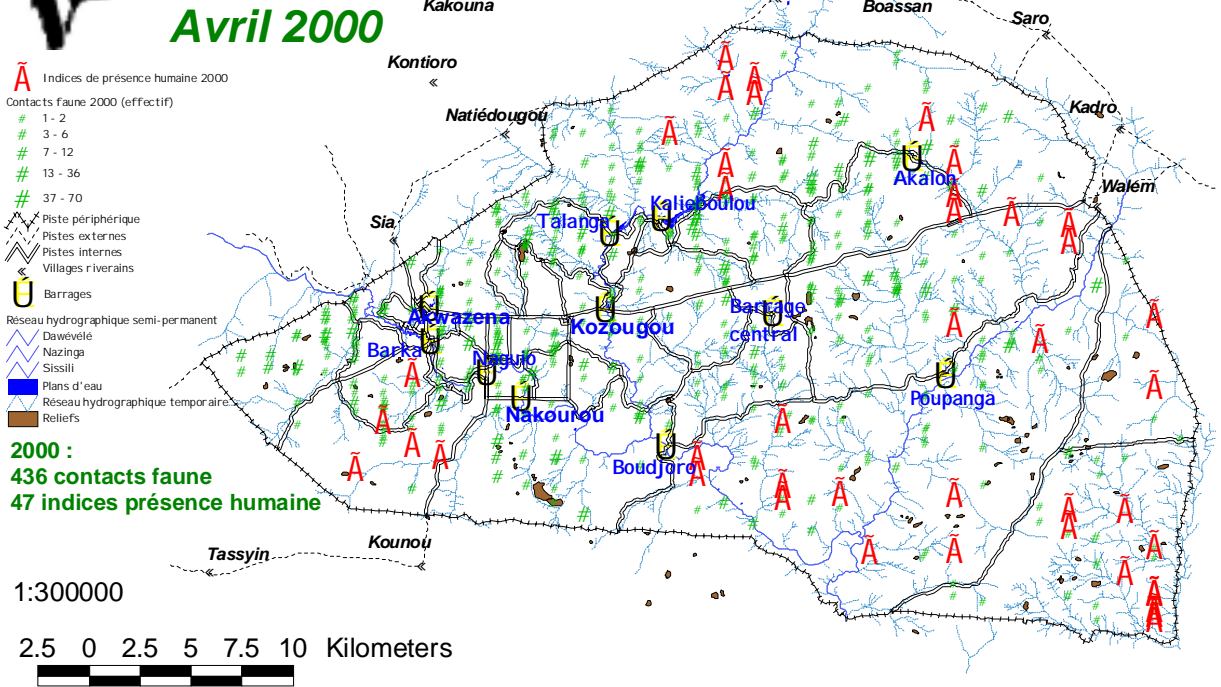 Avril 2000
Indices de présence humaine 2000
Contacts faune 2000 (effectif)
1 - 2
3 - 6
7 - 12
13 - 36
37 - 70
Piste périphérique
Pistes externes
Pistes internes
Villages riverains
Barrages
Réseau hydrographique semi-permanent
Dawévélé
Nazinga
Sissili
Plans d'eau
Réseau hydrographique temporaire
Reliefs
2000 :
436 contacts faune
47 indices présence humaine
1:300000
2.5 0 2.5 5 7.5 10 Kilometers
Kakouna
Boassan
Saro
Kontioro
Natiédougou
Kadro
Walém
Sia
Akalon
KalieBoulou
Talanga
Akwazena
Kozougou
Barrage
central
Barka
Naguio
Nakourou
Poupanga
Boudjoro
Kounou
Tassyin